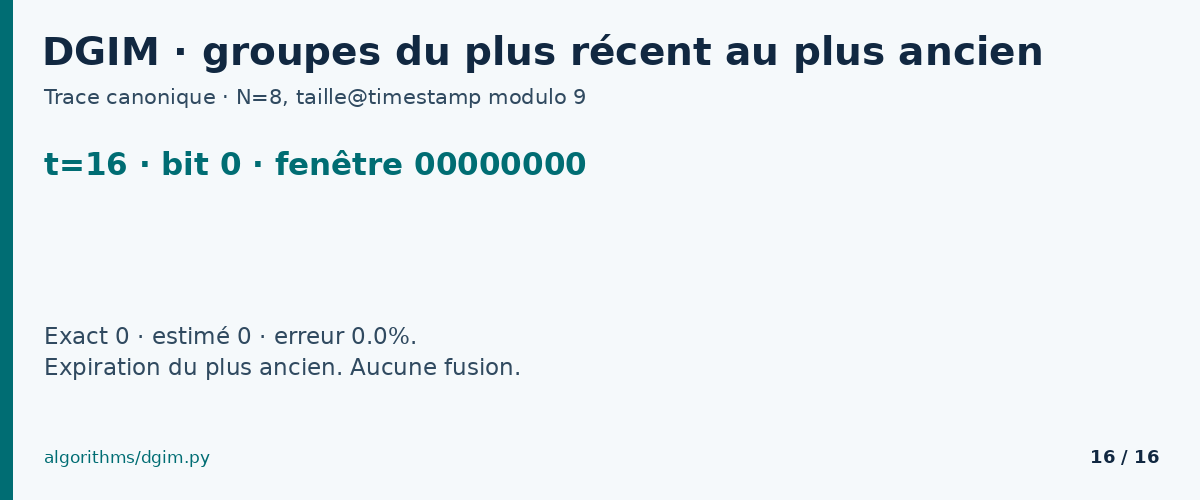 DGIM · groupes du plus récent au plus ancien
Trace canonique · N=8, taille@timestamp modulo 9
t=16 · bit 0 · fenêtre 00000000
Exact 0 · estimé 0 · erreur 0.0%.
Expiration du plus ancien. Aucune fusion.
algorithms/dgim.py
16 / 16